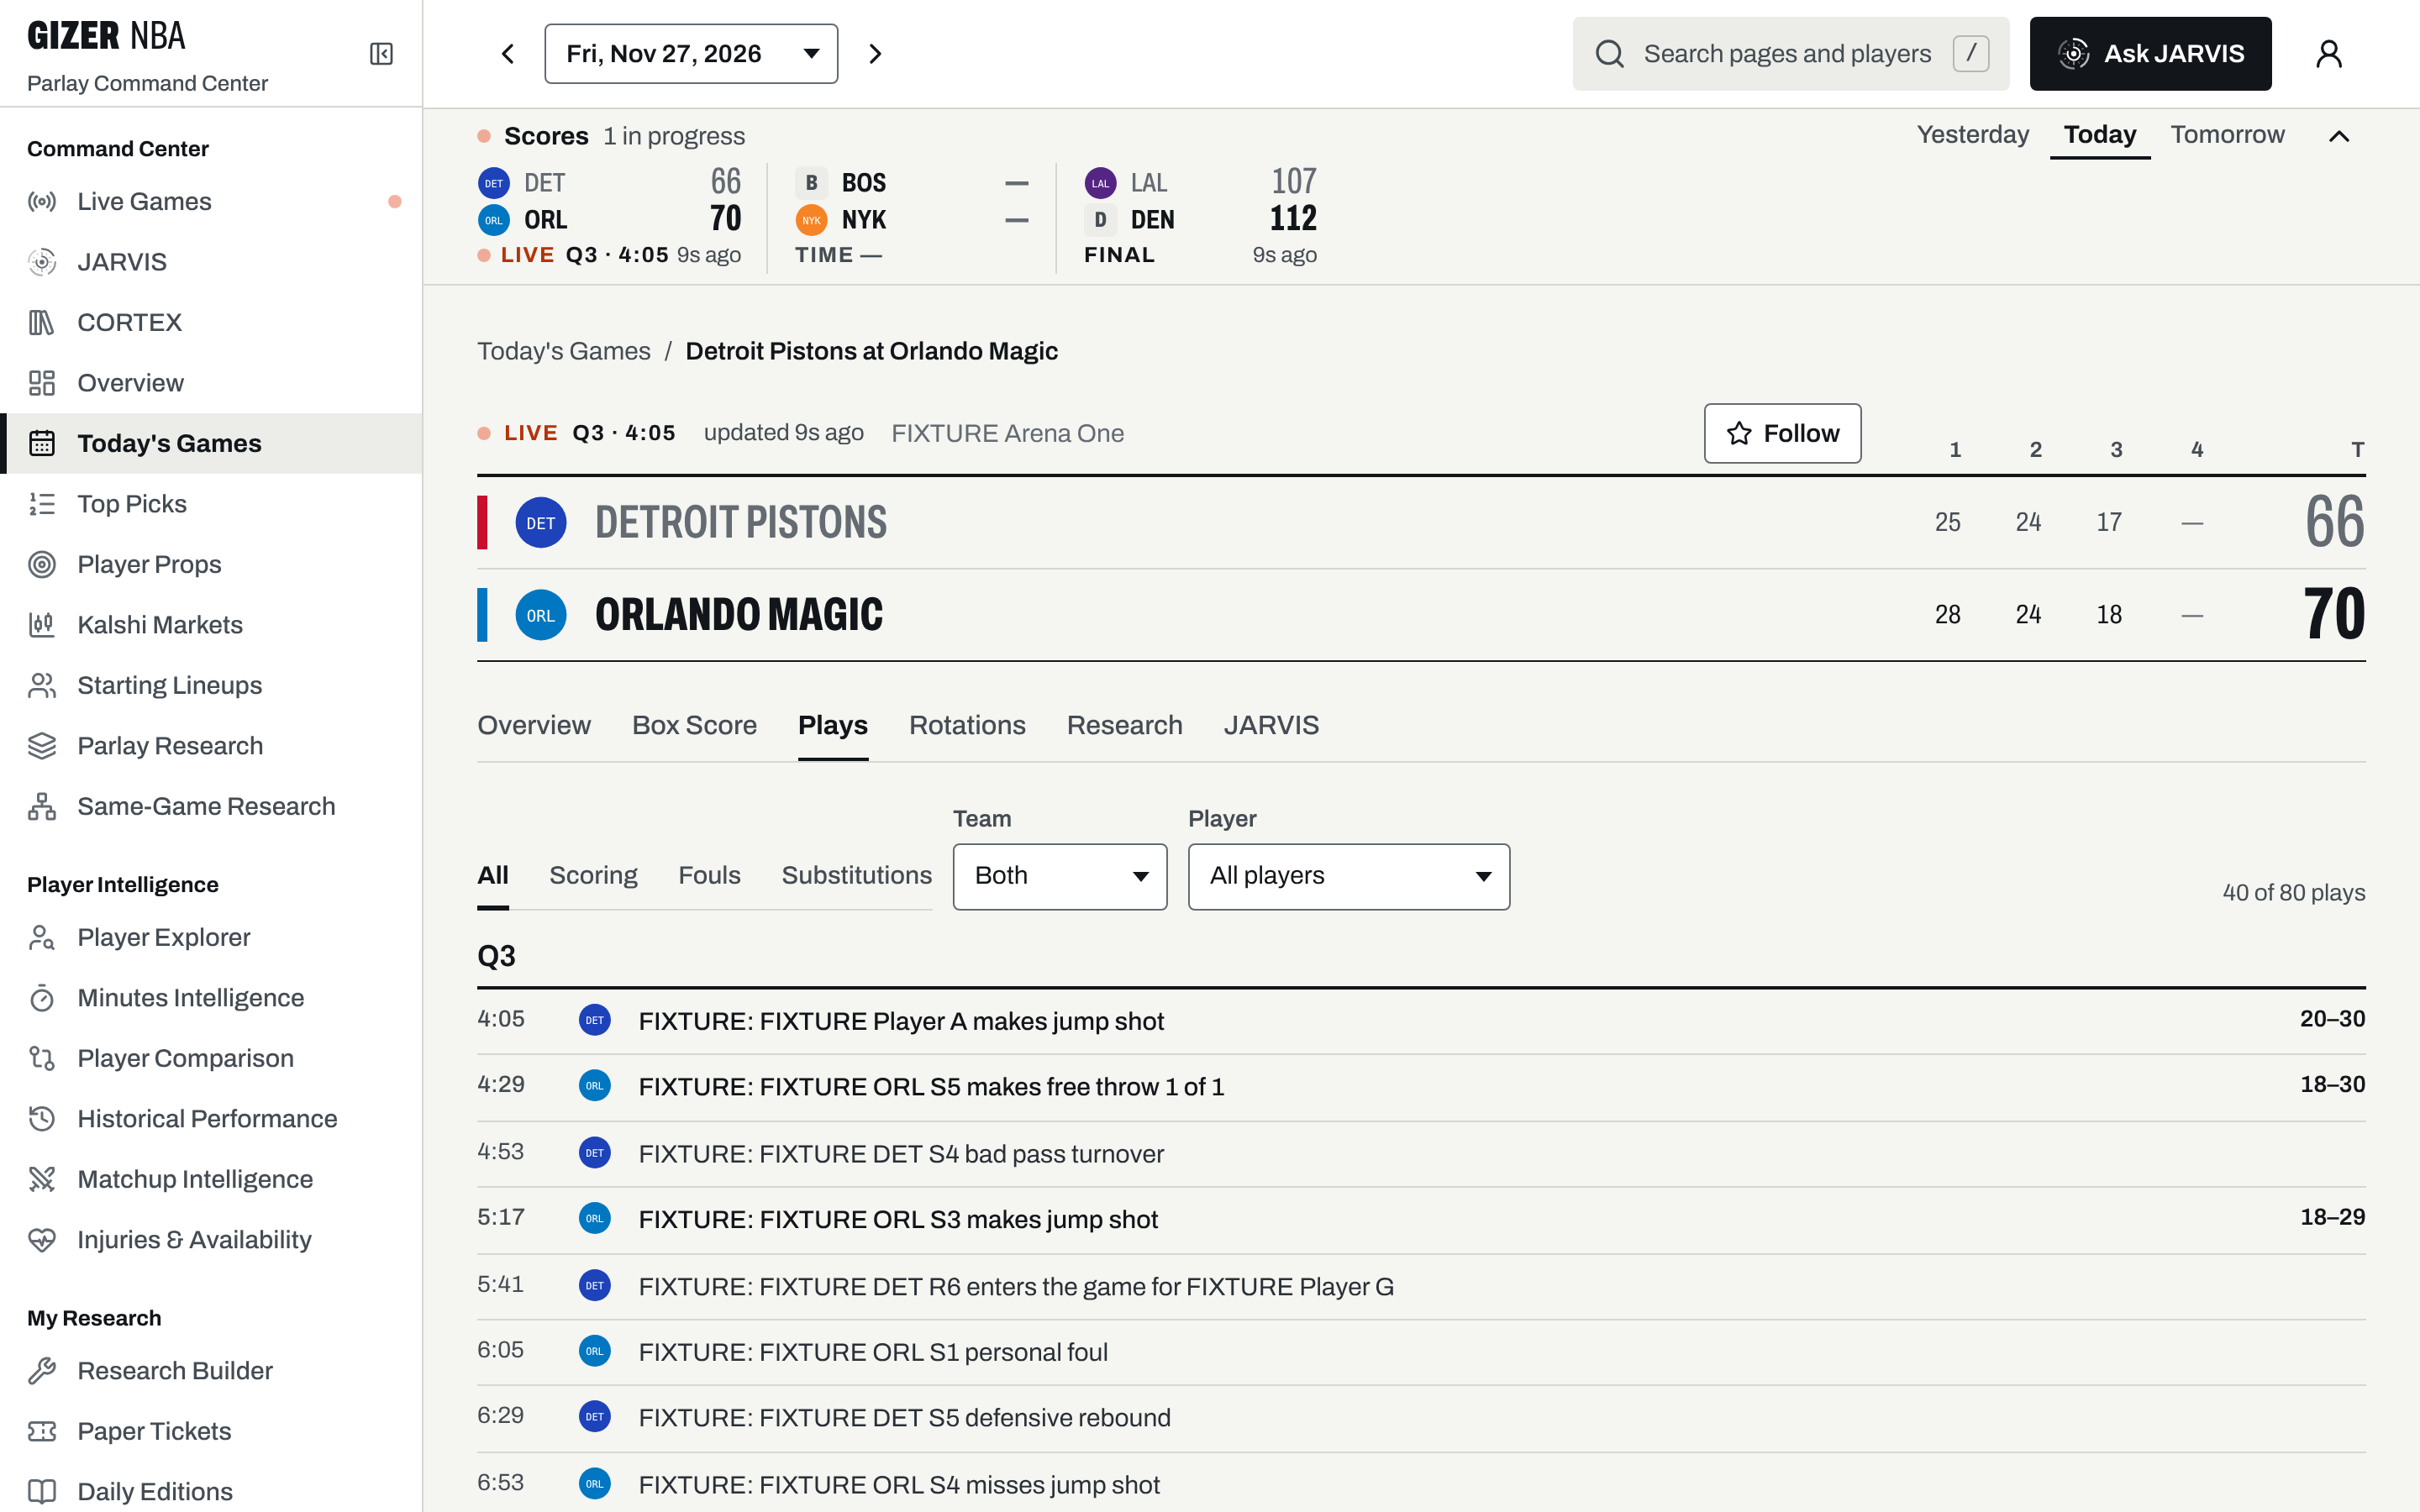 GIZER NBA
Parlay Command Center
Command Center
Live Games
JARVIS
CORTEX
Overview
Today's Games
Top Picks
Player Props
Kalshi Markets
Starting Lineups
Parlay Research
Same-Game Research
Player Intelligence
Player Explorer
Minutes Intelligence
Player Comparison
Historical Performance
Matchup Intelligence
Injuries & Availability
My Research
Research Builder
Paper Tickets
Daily Editions
Fri, Nov 27, 2026
Search pages and players /
Ask JARVIS
Scores 1 in progress
Yesterday Today Tomorrow
DET DET 66
ORL ORL 70
LIVE Q3 · 4:05 9s ago
B BOS —
NYK NYK —
TIME —
LAL LAL 107
D DEN 112
FINAL 9s ago
Today's Games / Detroit Pistons at Orlando Magic
LIVE Q3 · 4:05 updated 9s ago FIXTURE Arena One
Follow
1 2 3 4 T
DET DETROIT PISTONS 25 24 17 — 66
ORL ORLANDO MAGIC 28 24 18 — 70
Overview Box Score Plays Rotations Research JARVIS
Team Player
All Scoring Fouls Substitutions Both All players
40 of 80 plays
Q3
4:05 DET FIXTURE: FIXTURE Player A makes jump shot 20–30
4:29 ORL FIXTURE: FIXTURE ORL S5 makes free throw 1 of 1 18–30
4:53 DET FIXTURE: FIXTURE DET S4 bad pass turnover
5:17 ORL FIXTURE: FIXTURE ORL S3 makes jump shot 18–29
5:41 DET FIXTURE: FIXTURE DET R6 enters the game for FIXTURE Player G
6:05 ORL FIXTURE: FIXTURE ORL S1 personal foul
6:29 DET FIXTURE: FIXTURE DET S5 defensive rebound
6:53 ORL FIXTURE: FIXTURE ORL S4 misses jump shot